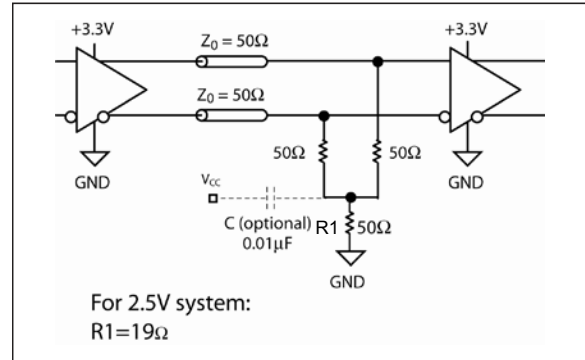 +3.3V
Z0 = 50Ω
+3.3V
Z0 = 50Ω
50Ω
50Ω
GND
GND
VCC
C (optional)
0.01µF
R1
50Ω
GND
For 2.5V system:
R1=19Ω